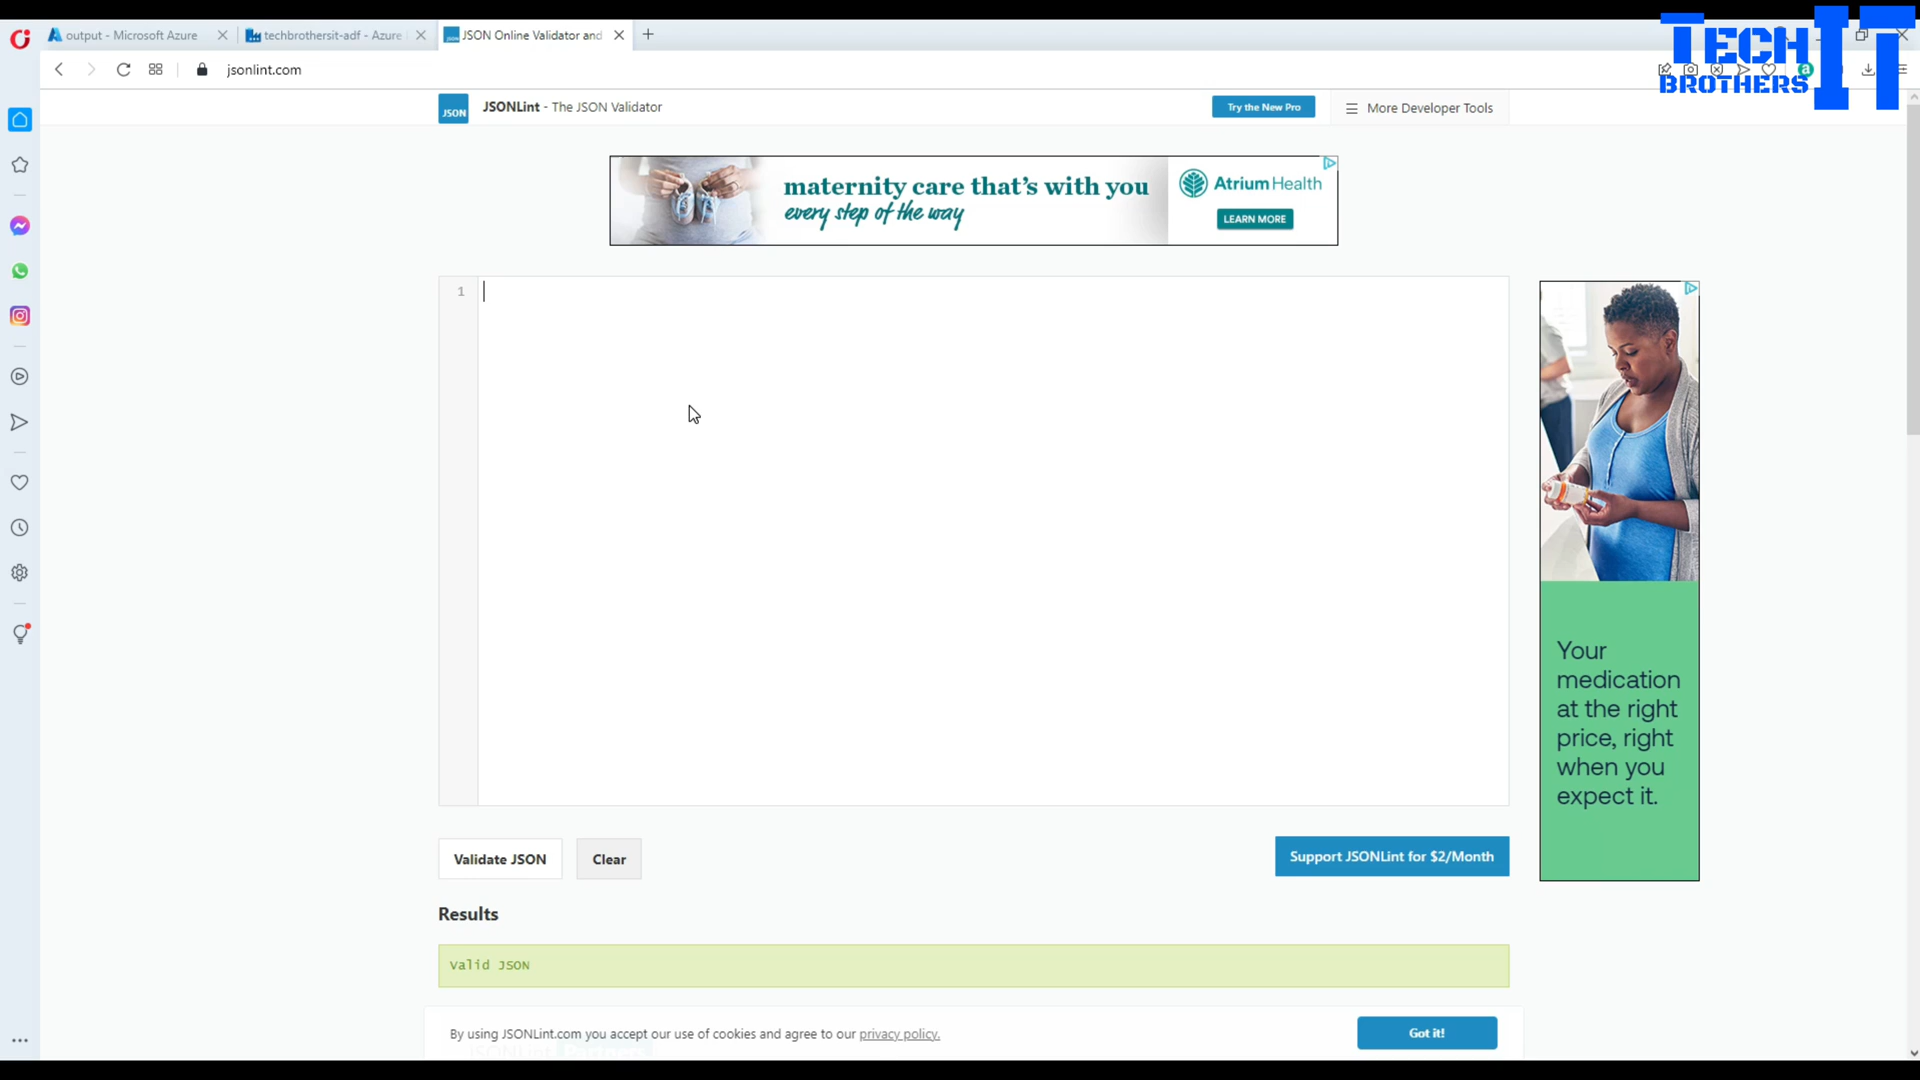 output - Microsoft Azure
techbrothersit-adf - Azure
JSON Online Validator and
TECH IT
BROTHERS
jsonlint.com
JSON
JSONLint - The JSON Validator
Try the New Pro
More Developer Tools
maternity care that's with you
every step of the way
Atrium Health
LEARN MORE
1
Your
medication
at the right
price, right
when you
expect it.
Validate JSON
Clear
Support JSONLint for $2/Month
Results
Valid JSON
By using JSONLint.com you accept our use of cookies and agree to our privacy policy.
Got it!